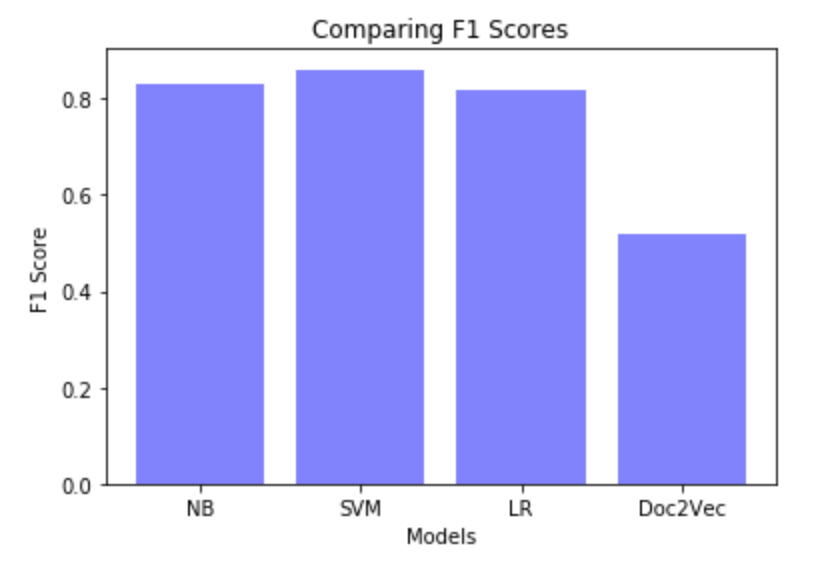 Comparing F1 Scores
F1 Score
0.8
0.6
0.4
0.2
0.0
NB SVM LR Doc2Vec
Models